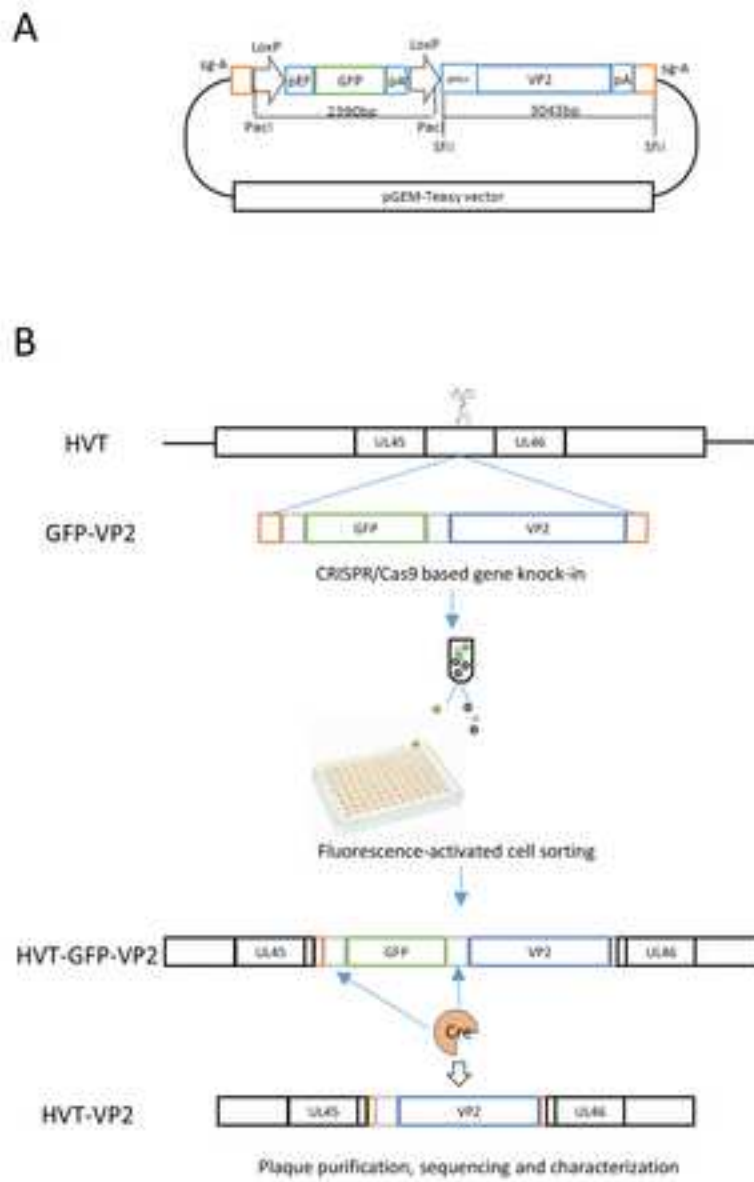 A
LoxP
LoxP
sg-A
sg-A
pEF
GFP
pA
VP2
pA
2390bp
3043bp
PacI
PacI
SfiI
SfiI
pGEM-Teasy vector
B
HVT
UL45
UL46
GFP-VP2
GFP
VP2
CRISPR/Cas9 based gene knock-in
Fluorescence-activated cell sorting
HVT-GFP-VP2
UL45
GFP
VP2
UL46
Cre
HVT-VP2
UL45
VP2
UL46
Plaque purification, sequencing and characterization